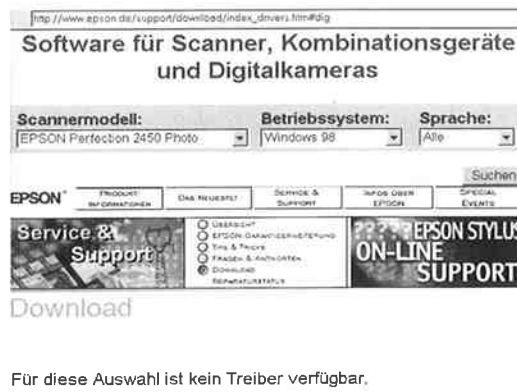 http://www.epson.de/support/download/index_drivers.htm#dig
Software für Scanner, Kombinationsgeräte
und Digitalkameras
Scannermodell: Betriebssystem: Sprache:
EPSON Perfection 2450 Photo Windows 98 Alle
Suchen
EPSON PRODUKT INFORMATIONEN DAS NEUESTE! SERVICE & SUPPORT INFOS ÜBER EPSON SPECIAL EVENTS
Service & Support
ÜBERSICHT
EPSON GARANTIEERWEITERUNG
TIPS & TRICKS
FRAGEN & ANTWORTEN
DOWNLOAD
REPARATURSTATUS
????? EPSON STYLUS
ON-LINE
SUPPORT
Download
Für diese Auswahl ist kein Treiber verfügbar.